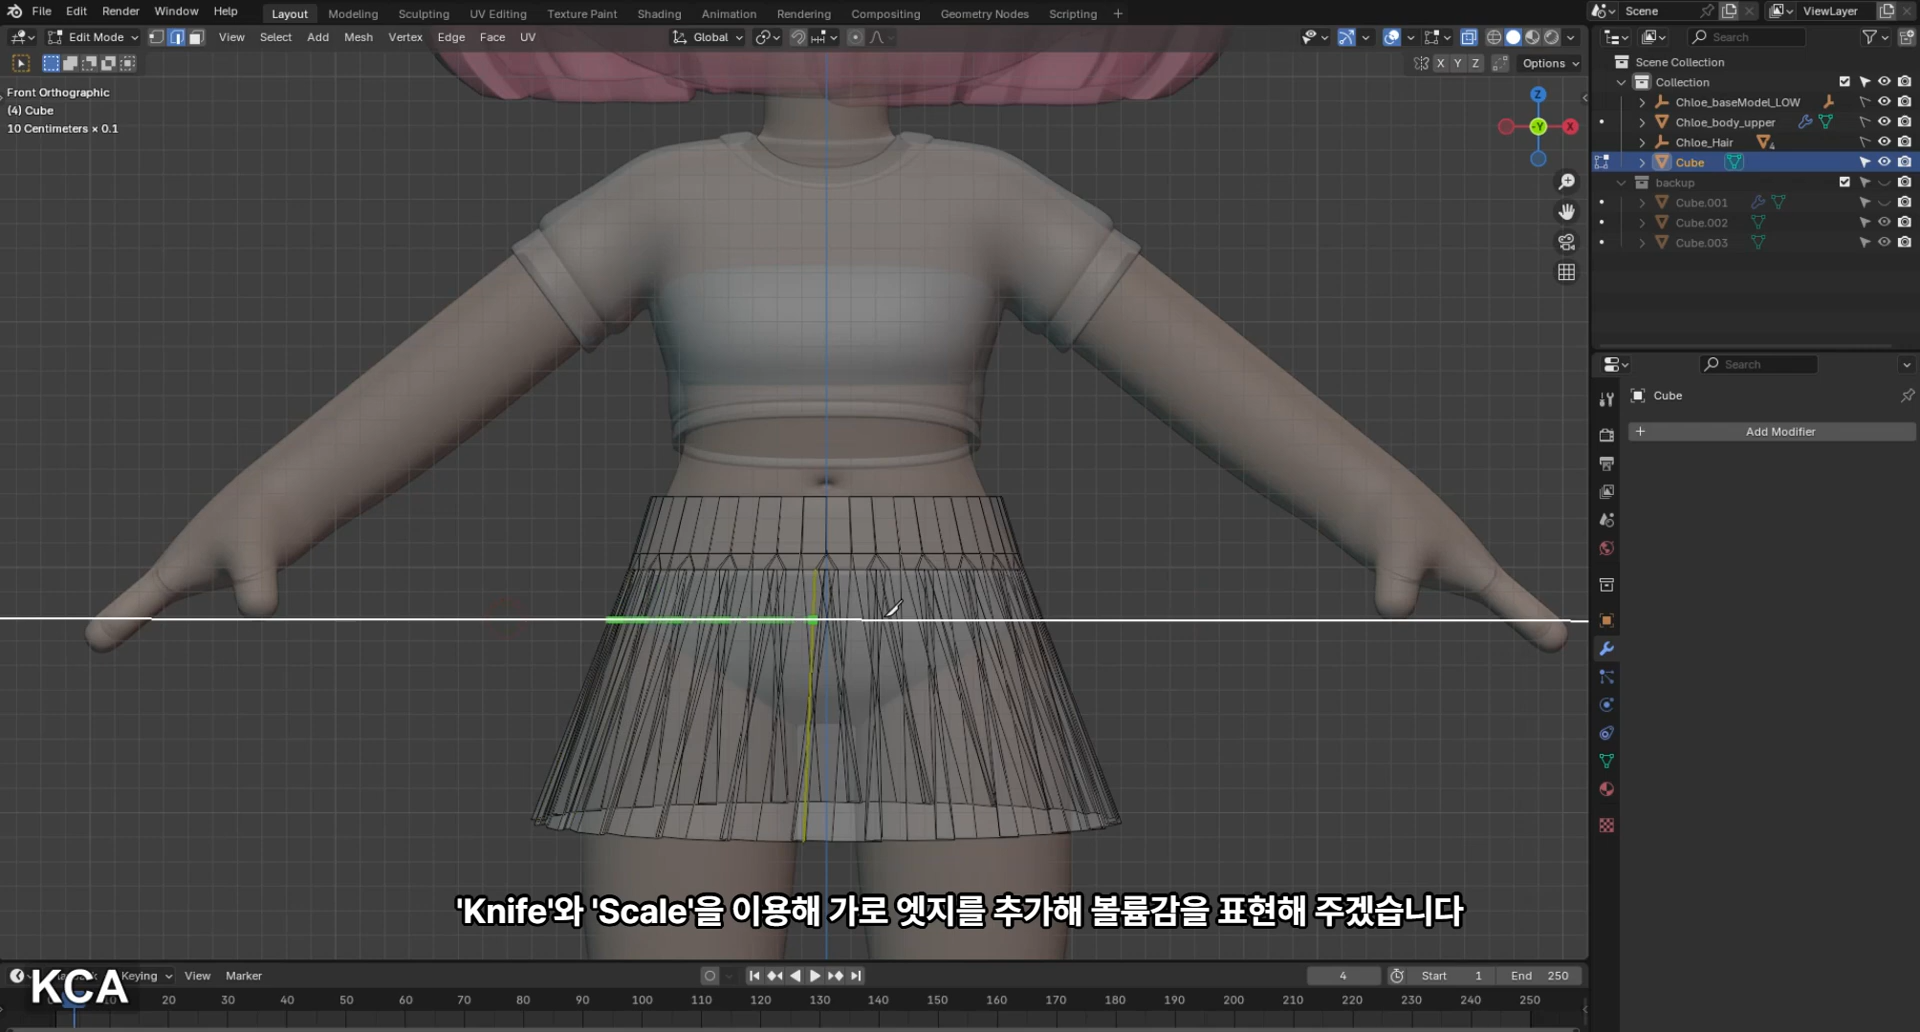 File Edit Render Window Help Layout Modeling Sculpting UV Editing Texture Paint Shading Animation Rendering Compositing Geometry Nodes Scripting + Scene ViewLayer
Edit Mode View Select Add Mesh Vertex Edge Face UV Global Search
X Y Z Options
Front Orthographic
(4) Cube
10 Centimeters × 0.1
Z
-Y
X
Scene Collection
Collection
Chloe_baseModel_LOW
Chloe_body_upper
Chloe_Hair
Cube
backup
Cube.001
Cube.002
Cube.003
Search
Cube
+ Add Modifier
'Knife'와 'Scale'을 이용해 가로 엣지를 추가해 볼륨감을 표현해 주겠습니다
KCA
Keying View Marker 4 Start 1 End 250
20 30 40 50 60 70 80 90 100 110 120 130 140 150 160 170 180 190 200 210 220 230 240 250